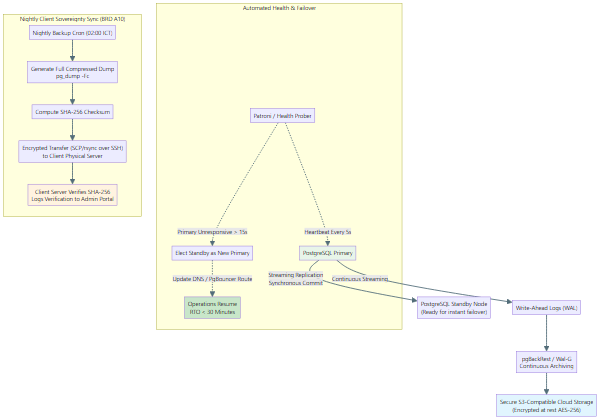 Nightly Client Sovereignty Sync (BRD A10)
Nightly Backup Cron (02:00 ICT)
Generate Full Compressed Dump
pg_dump -Fc
Compute SHA-256 Checksum
Encrypted Transfer (SCP/rsync over SSH)
to Client Physical Server
Client Server Verifies SHA-256
Logs Verification to Admin Portal
Automated Health & Failover
Patroni / Health Prober
Primary Unresponsive > 15s
Heartbeat Every 5s
Elect Standby as New Primary
PostgreSQL Primary
Update DNS / PgBouncer Route
Streaming Replication
Synchronous Commit
Continuous Streaming
Operations Resume
RTO < 30 Minutes
PostgreSQL Standby Node
(Ready for instant failover)
Write-Ahead Logs (WAL)
pgBackRest / Wal-G
Continuous Archiving
Secure S3-Compatible Cloud Storage
(Encrypted at rest AES-256)